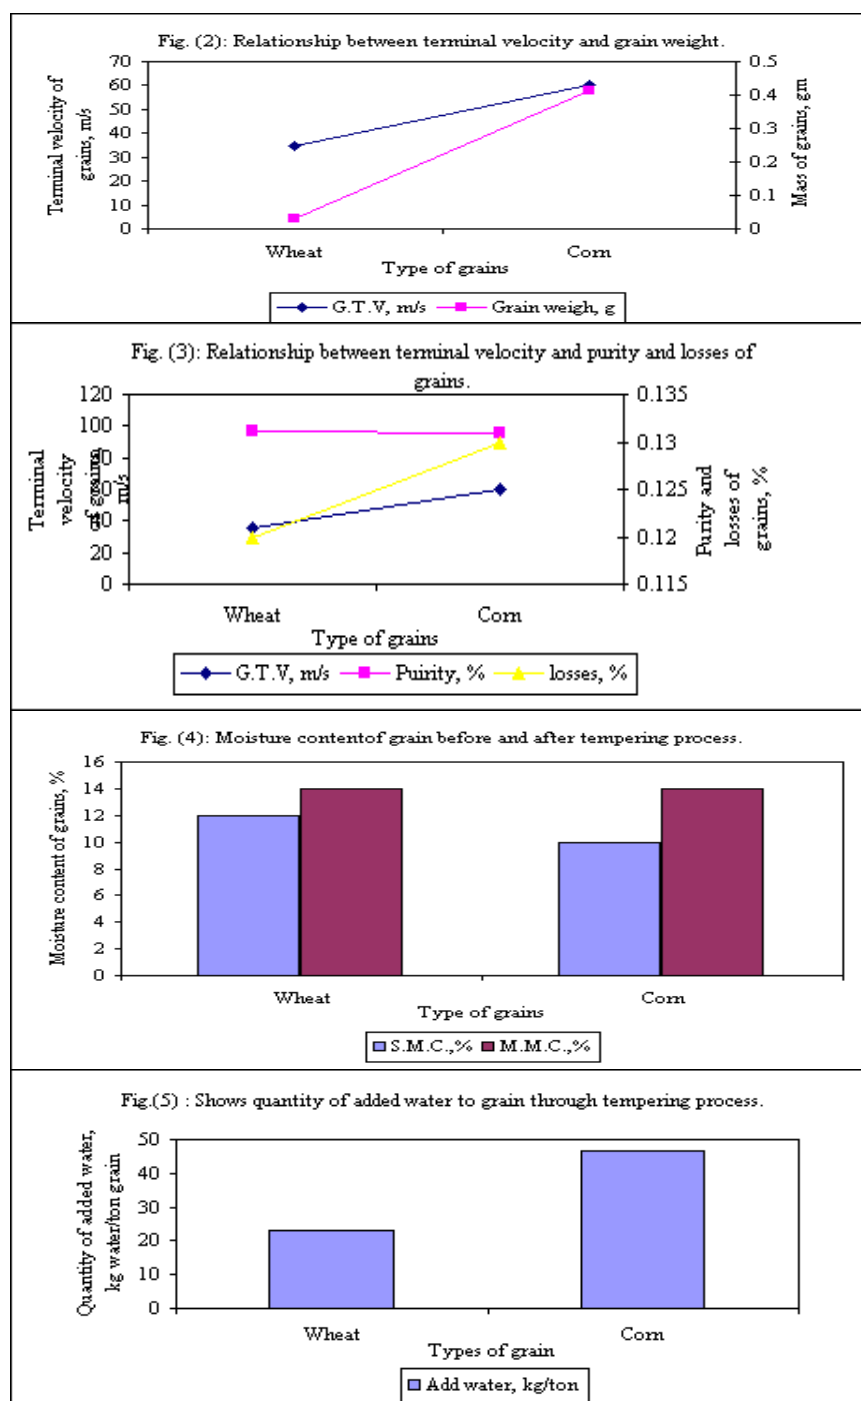 Fig. (2): Relationship between terminal velocity and grain weight.
Terminal velocity of
grains, m/s
70
60
50
40
30
20
10
0
0.5
0.4
0.3
0.2
0.1
0
Mass of grains, gm
Wheat
Corn
Type of grains
G.T.V, m/s
Grain weigh, g
Fig. (3): Relationship between terminal velocity and purity and losses of
grains.
Terminal
velocity
of grains,
m/s
120
100
80
60
40
20
0
0.135
0.13
0.125
0.12
0.115
Purity and
losses of
grains, %
Wheat
Corn
Type of grains
G.T.V, m/s
Puirity, %
losses, %
Fig. (4): Moisture contentof grain before and after tempering process.
Moisture content of grains, %
16
14
12
10
8
6
4
2
0
Wheat
Corn
Type of grains
S.M.C.,%
M.M.C.,%
Fig.(5) : Shows quantity of added water to grain through tempering process.
Quantity of added water,
kg water/ton grain
50
40
30
20
10
0
Wheat
Corn
Types of grain
Add water, kg/ton